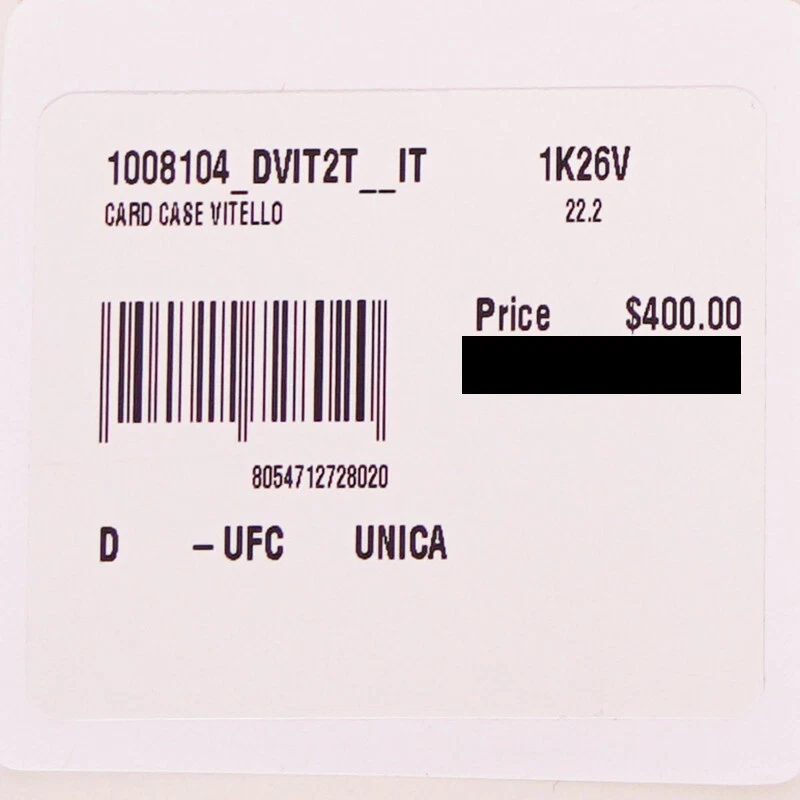 1008104_DVIT2T__IT 1K26V
CARD CASE VITELLO 22.2
Price $400.00
8054712728020
D – UFC UNICA